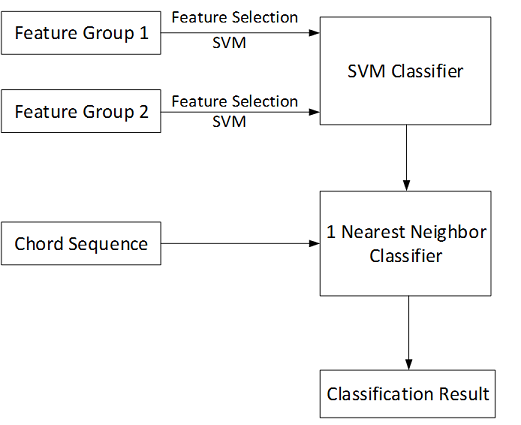 Feature Group 1
Feature Selection
SVM
SVM Classifier
Feature Group 2
Feature Selection
SVM
Chord Sequence
1 Nearest Neighbor
Classifier
Classification Result